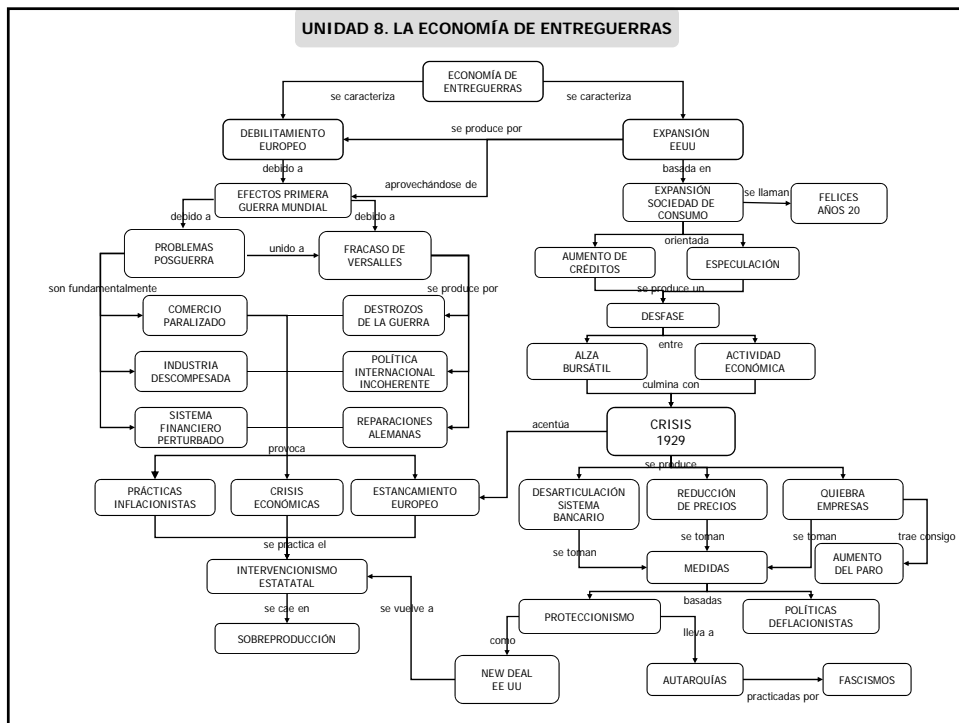 UNIDAD 8. LA ECONOMÍA DE ENTREGUERRAS
ECONOMÍA DE
ENTREGUERRAS
se caracteriza
se caracteriza
DEBILITAMIENTO
EUROPEO
se produce por
EXPANSIÓN
EEUU
debido a
aprovechándose de
basada en
EFECTOS PRIMERA
GUERRA MUNDIAL
EXPANSIÓN
SOCIEDAD DE
CONSUMO
se llaman
FELICES
AÑOS 20
debido a
debido a
orientada
PROBLEMAS
POSGUERRA
unido a
FRACASO DE
VERSALLES
AUMENTO DE
CRÉDITOS
ESPECULACIÓN
son fundamentalmente
se produce por
se produce un
COMERCIO
PARALIZADO
DESTROZOS
DE LA GUERRA
DESFASE
entre
INDUSTRIA
DESCOMPESADA
POLÍTICA
INTERNACIONAL
INCOHERENTE
ALZA
BURSÁTIL
ACTIVIDAD
ECONÓMICA
culmina con
SISTEMA
FINANCIERO
PERTURBADO
REPARACIONES
ALEMANAS
acentúa
CRISIS
1929
provoca
se produce
PRÁCTICAS
INFLACIONISTAS
CRISIS
ECONÓMICAS
ESTANCAMIENTO
EUROPEO
DESARTICULACIÓN
SISTEMA
BANCARIO
REDUCCIÓN
DE PRECIOS
QUIEBRA
EMPRESAS
se practica el
se toman
se toman
se toman
trae consigo
INTERVENCIONISMO
ESTATATAL
MEDIDAS
AUMENTO
DEL PARO
se cae en
se vuelve a
basadas
SOBREPRODUCCIÓN
PROTECCIONISMO
POLÍTICAS
DEFLACIONISTAS
como
lleva a
NEW DEAL
EE UU
AUTARQUÍAS
practicadas por
FASCISMOS